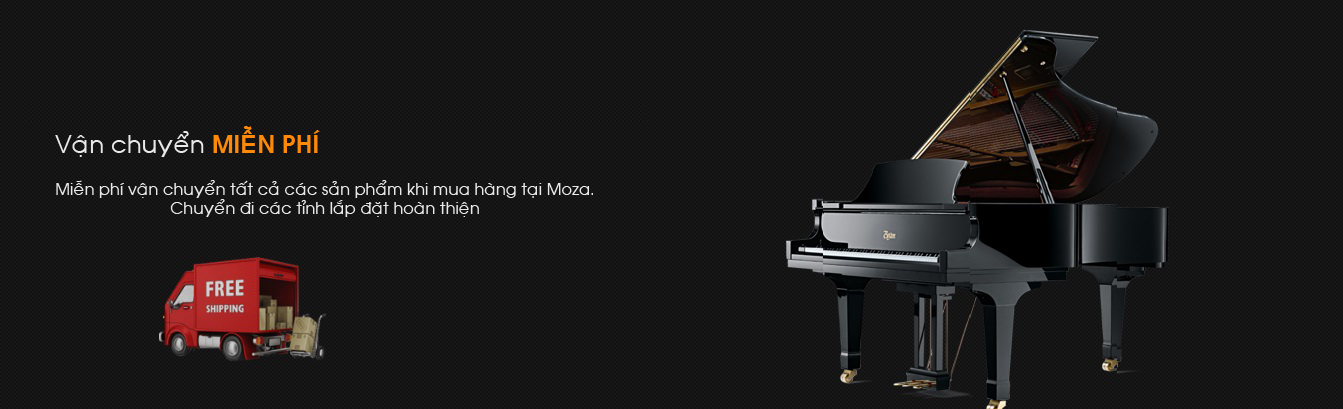 Vận chuyển MIỄN PHÍ
Miễn phí vận chuyển tất cả các sản phẩm khi mua hàng tại Moza.
Chuyển đi các tỉnh lắp đặt hoàn thiện
FREE
SHIPPING